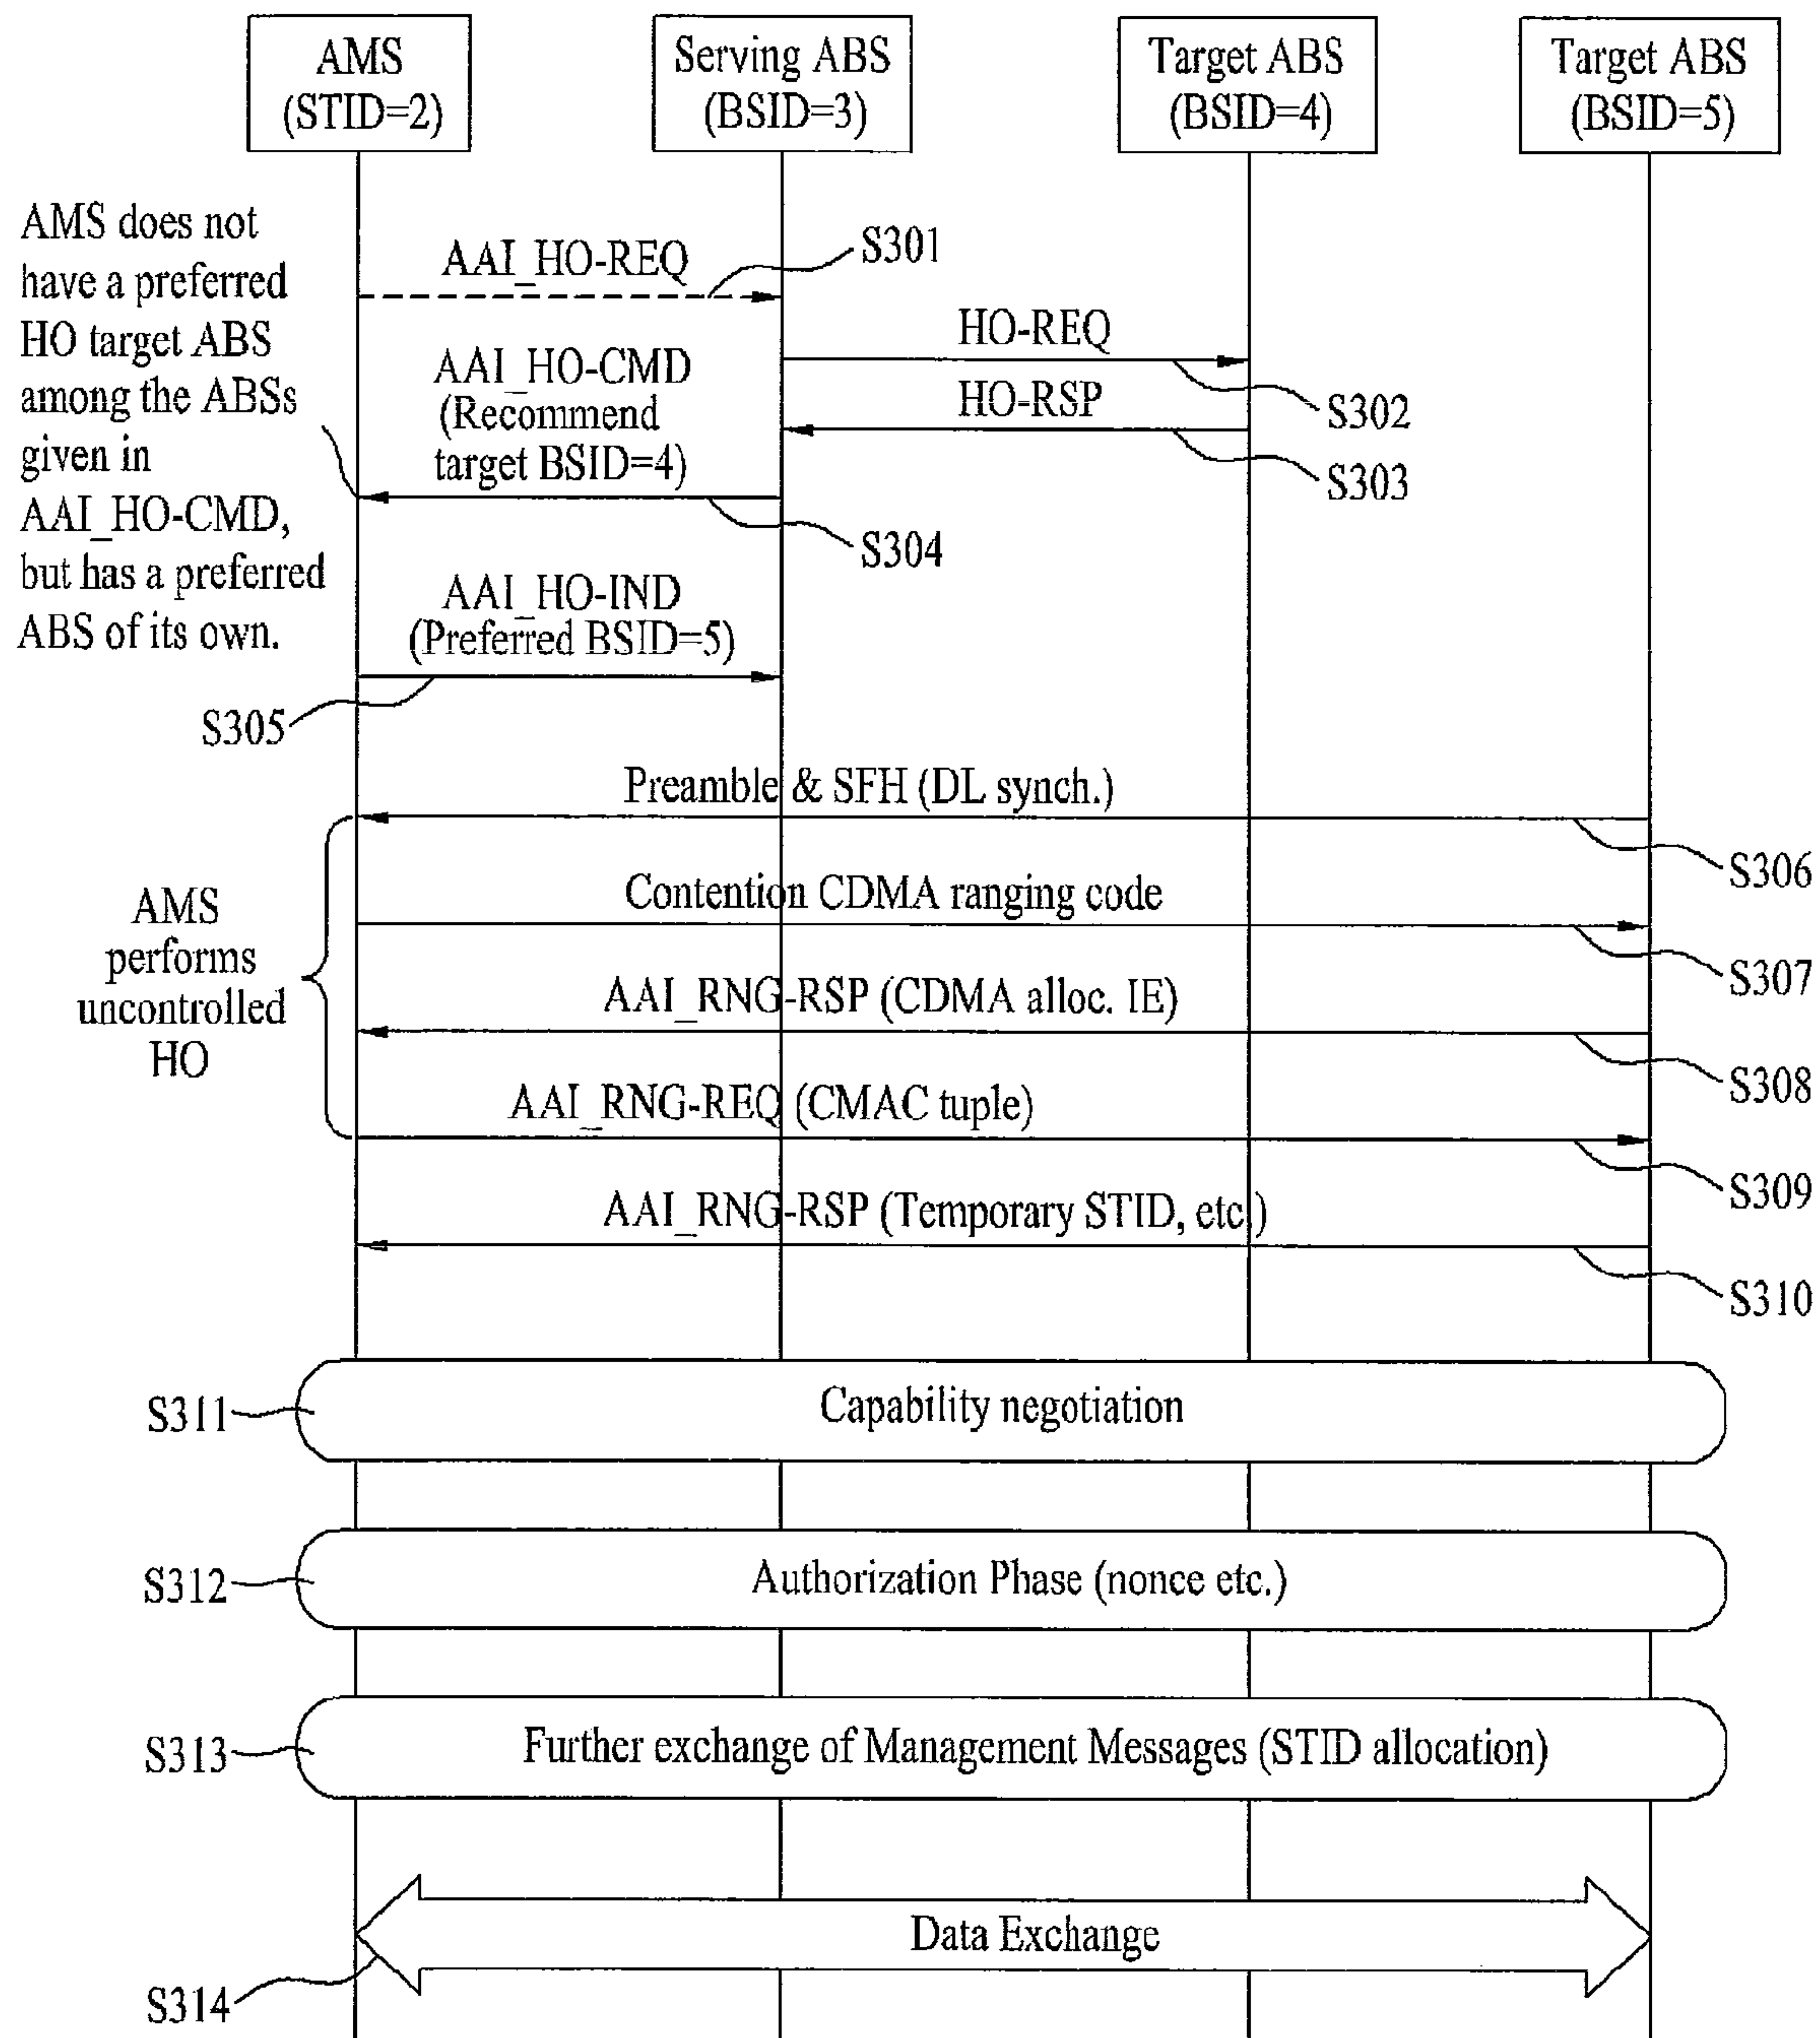 AMS
(STID=2)
Serving ABS
(BSID=3)
Target ABS
(BSID=4)
Target ABS
(BSID=5)
AMS does not
have a preferred
HO target ABS
among the ABSs
given in
AAI_HO-CMD,
but has a preferred
ABS of its own.
AAI_HO-REQ
S301
HO-REQ
S302
HO-RSP
S303
AAI_HO-CMD
(Recommend
target BSID=4)
S304
AAI_HO-IND
(Preferred BSID=5)
S305
Preamble & SFH (DL synch.)
S306
AMS
performs
uncontrolled
HO
Contention CDMA ranging code
S307
AAI_RNG-RSP (CDMA alloc. IE)
S308
AAI_RNG-REQ (CMAC tuple)
S309
AAI_RNG-RSP (Temporary STID, etc.)
S310
S311
Capability negotiation
S312
Authorization Phase (nonce etc.)
S313
Further exchange of Management Messages (STID allocation)
Data Exchange
S314